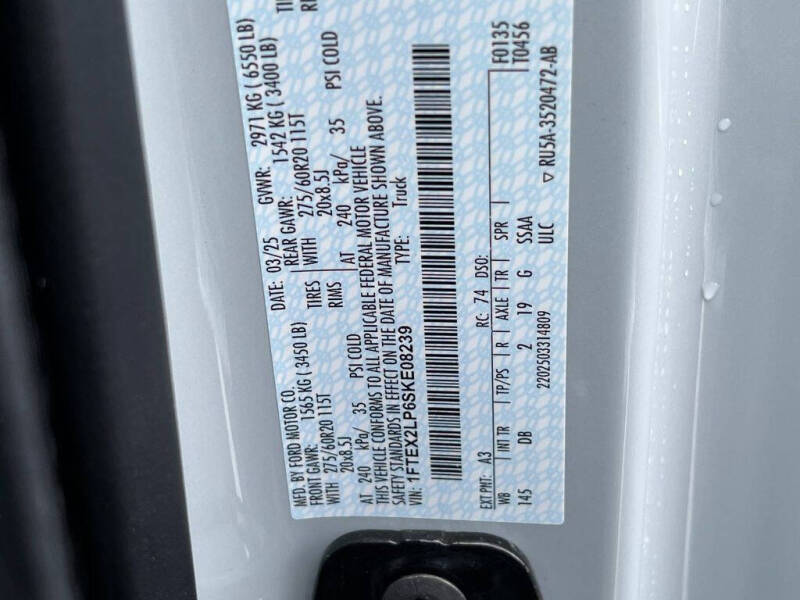 MFD. BY FORD MOTOR CO.
DATE: 03/25 GVWR: 2971 KG ( 6550 LB)
FRONT GAWR: 1565 KG ( 3450 LB) REAR GAWR: 1542 KG ( 3400 LB)
WITH 275/60R20 115T TIRES WITH 275/60R20 115T
20x8.5J RIMS 20x8.5J
AT 240 kPa/ 35 PSI COLD AT 240 kPa/ 35 PSI COLD
THIS VEHICLE CONFORMS TO ALL APPLICABLE FEDERAL MOTOR VEHICLE
SAFETY STANDARDS IN EFFECT ON THE DATE OF MANUFACTURE SHOWN ABOVE.
VIN: 1FTEX2LP6SKE08239 TYPE: Truck
F0135
T0456
EXT PNT: A3 RC: 74 DSO:
WB INT TR TP/PS R AXLE TR SPR
145 DB 2 19 G SSAA
2202503314809 ULC
▽ RU5A-3520472-AB